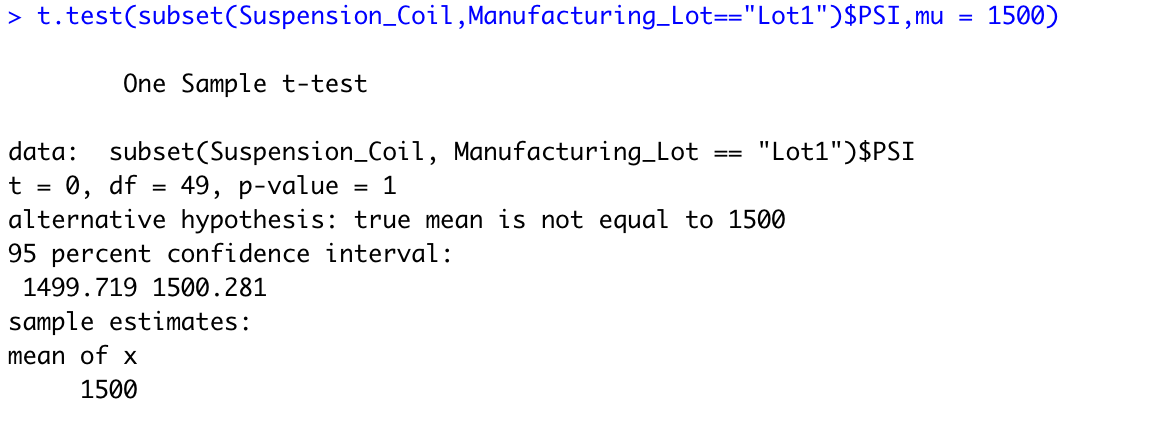 > t.test(subset(Suspension_Coil,Manufacturing_Lot=="Lot1")$PSI,mu = 1500)
One Sample t-test
data:  subset(Suspension_Coil, Manufacturing_Lot == "Lot1")$PSI
t = 0, df = 49, p-value = 1
alternative hypothesis: true mean is not equal to 1500
95 percent confidence interval:
1499.719 1500.281
sample estimates:
mean of x
1500